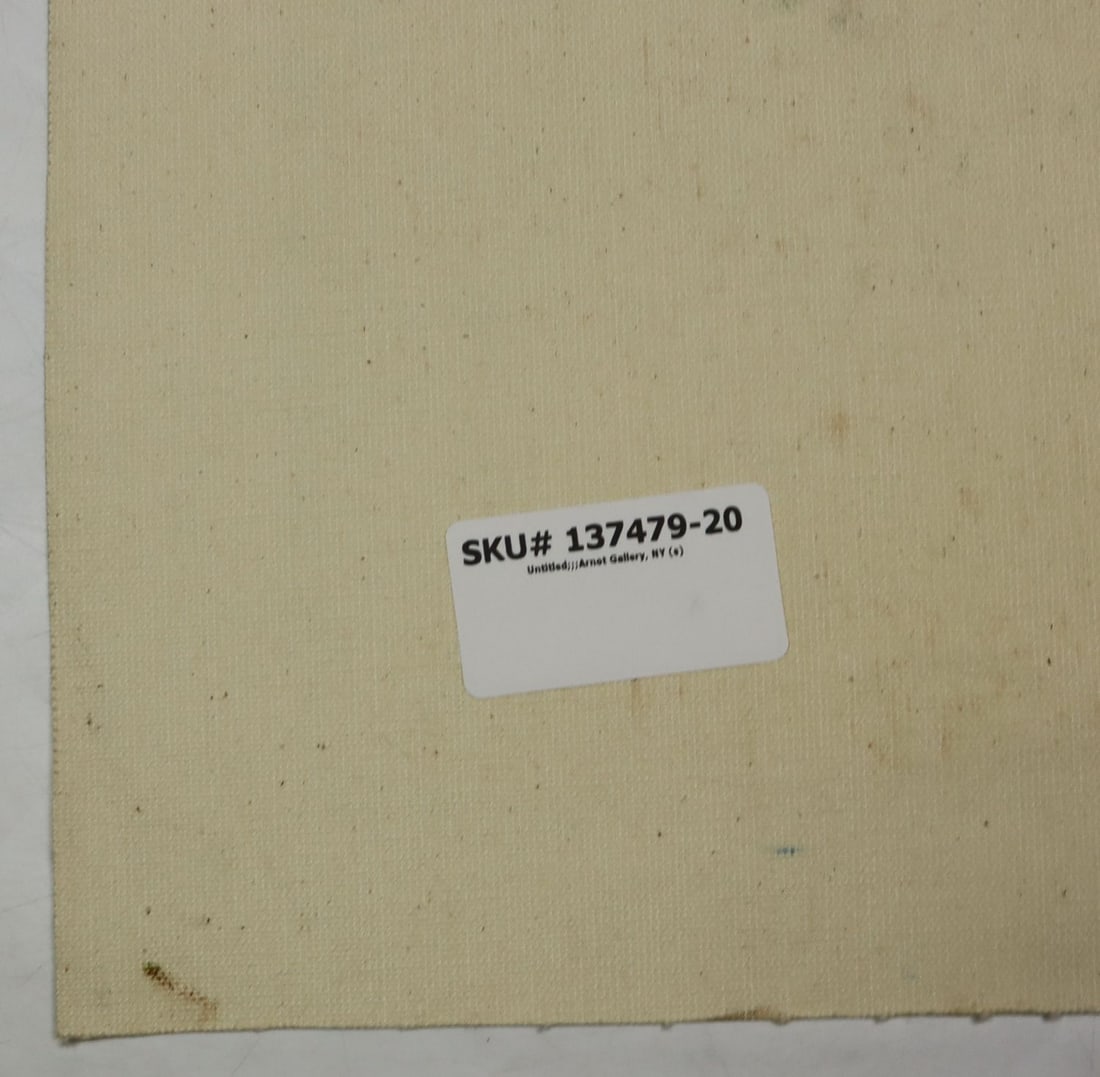 SKU# 137479-20
Untitled;;;Arnot Gallery, NY (s)